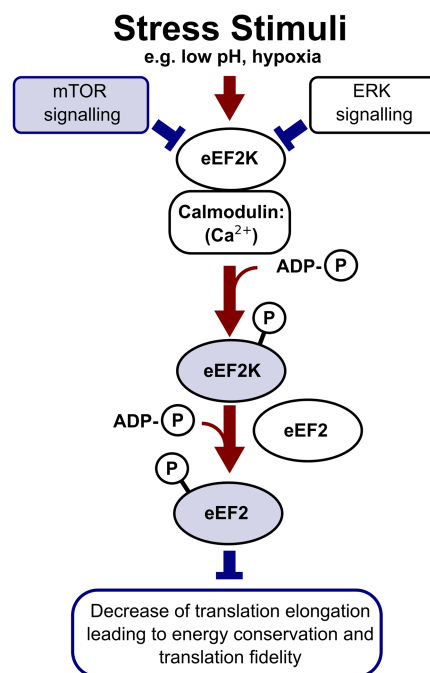 Stress Stimuli
e.g. low pH, hypoxia
mTOR
signalling
ERK
signalling
eEF2K
Calmodulin:
(Ca²⁺)
ADP-P
P
eEF2K
ADP-P
eEF2
P
eEF2
Decrease of translation elongation
leading to energy conservation and
translation fidelity